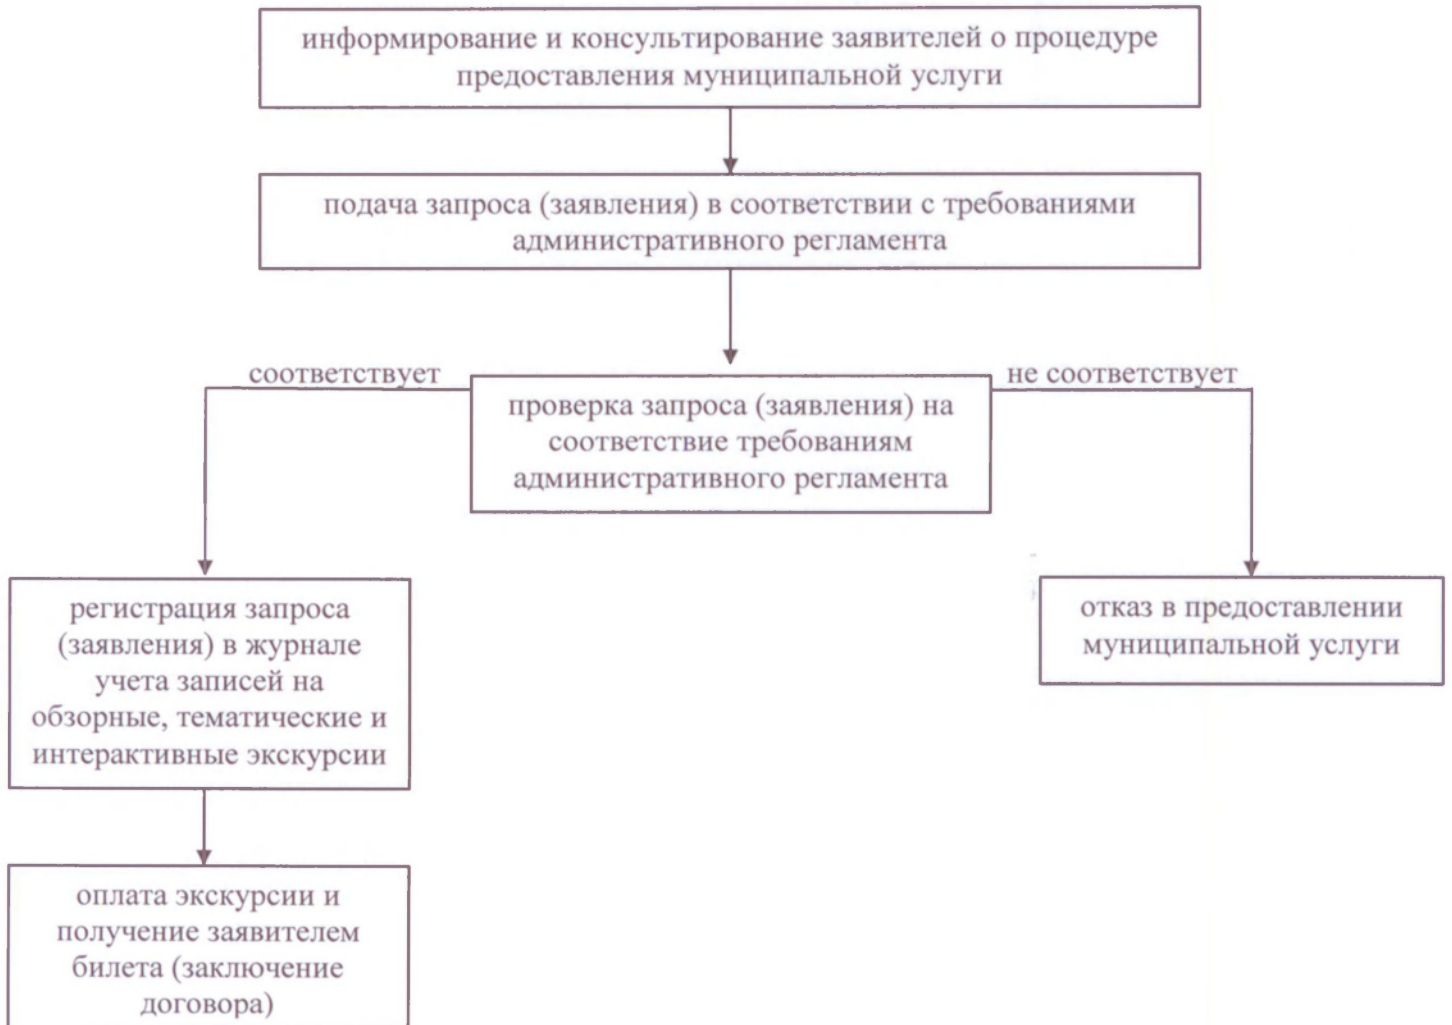 информирование и консультирование заявителей о процедуре
предоставления муниципальной услуги
подача запроса (заявления) в соответствии с требованиями
административного регламента
соответствует
не соответствует
проверка запроса (заявления) на
соответствие требованиям
административного регламента
регистрация запроса
(заявления) в журнале
учета записей на
обзорные, тематические и
интерактивные экскурсии
отказ в предоставлении
муниципальной услуги
оплата экскурсии и
получение заявителем
билета (заключение
договора)